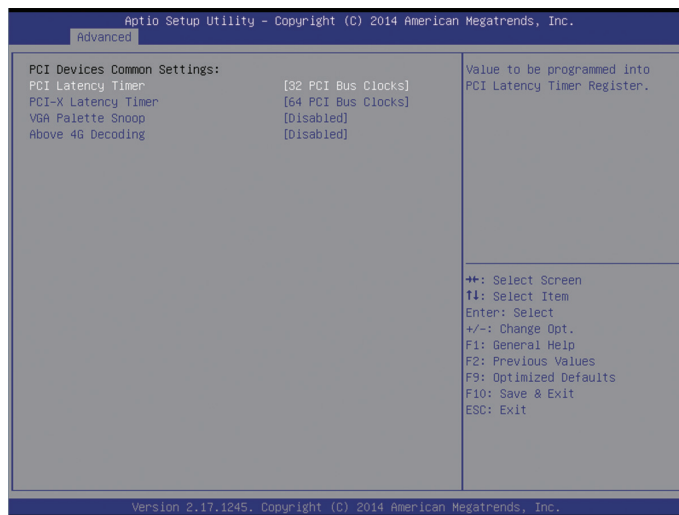 Aptio Setup Utility – Copyright (C) 2014 American Megatrends, Inc.
Advanced
PCI Devices Common Settings:
PCI Latency Timer [32 PCI Bus Clocks]
PCI-X Latency Timer [64 PCI Bus Clocks]
VGA Palette Snoop [Disabled]
Above 4G Decoding [Disabled]
Value to be programmed into
PCI Latency Timer Register.
→←: Select Screen
↑↓: Select Item
Enter: Select
+/-: Change Opt.
F1: General Help
F2: Previous Values
F9: Optimized Defaults
F10: Save & Exit
ESC: Exit
Version 2.17.1245. Copyright (C) 2014 American Megatrends, Inc.